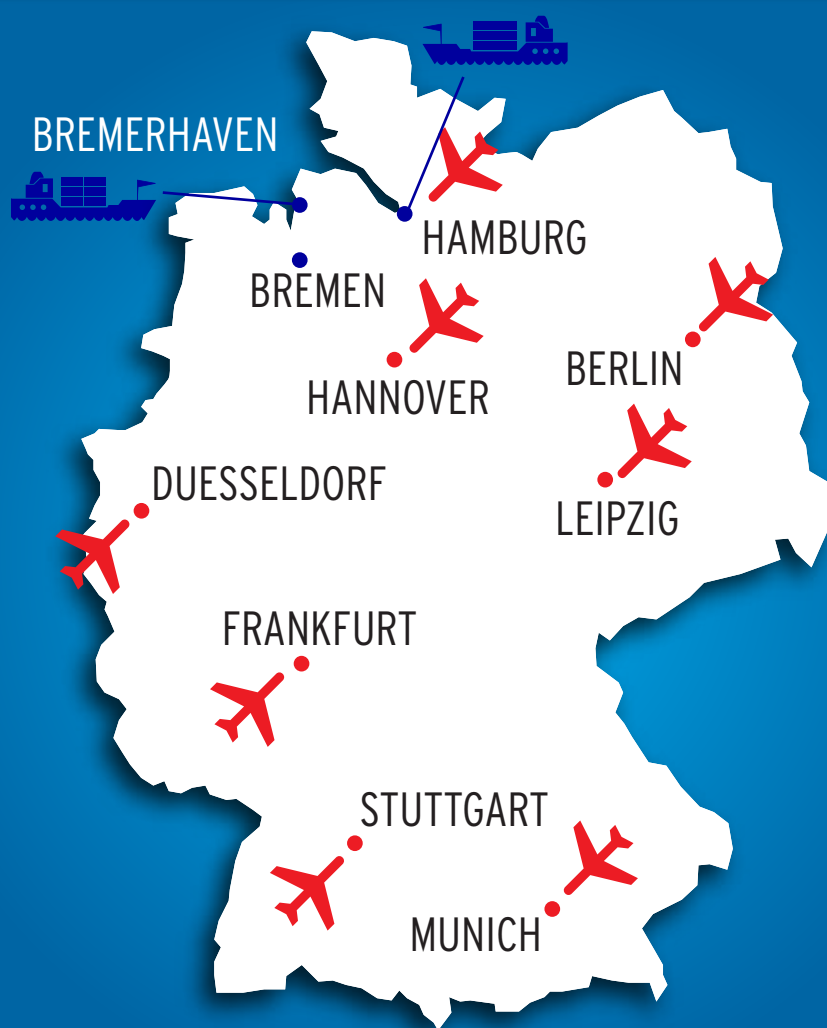 BREMERHAVEN
HAMBURG
BREMEN
HANNOVER
BERLIN
DUESSELDORF
LEIPZIG
FRANKFURT
STUTTGART
MUNICH